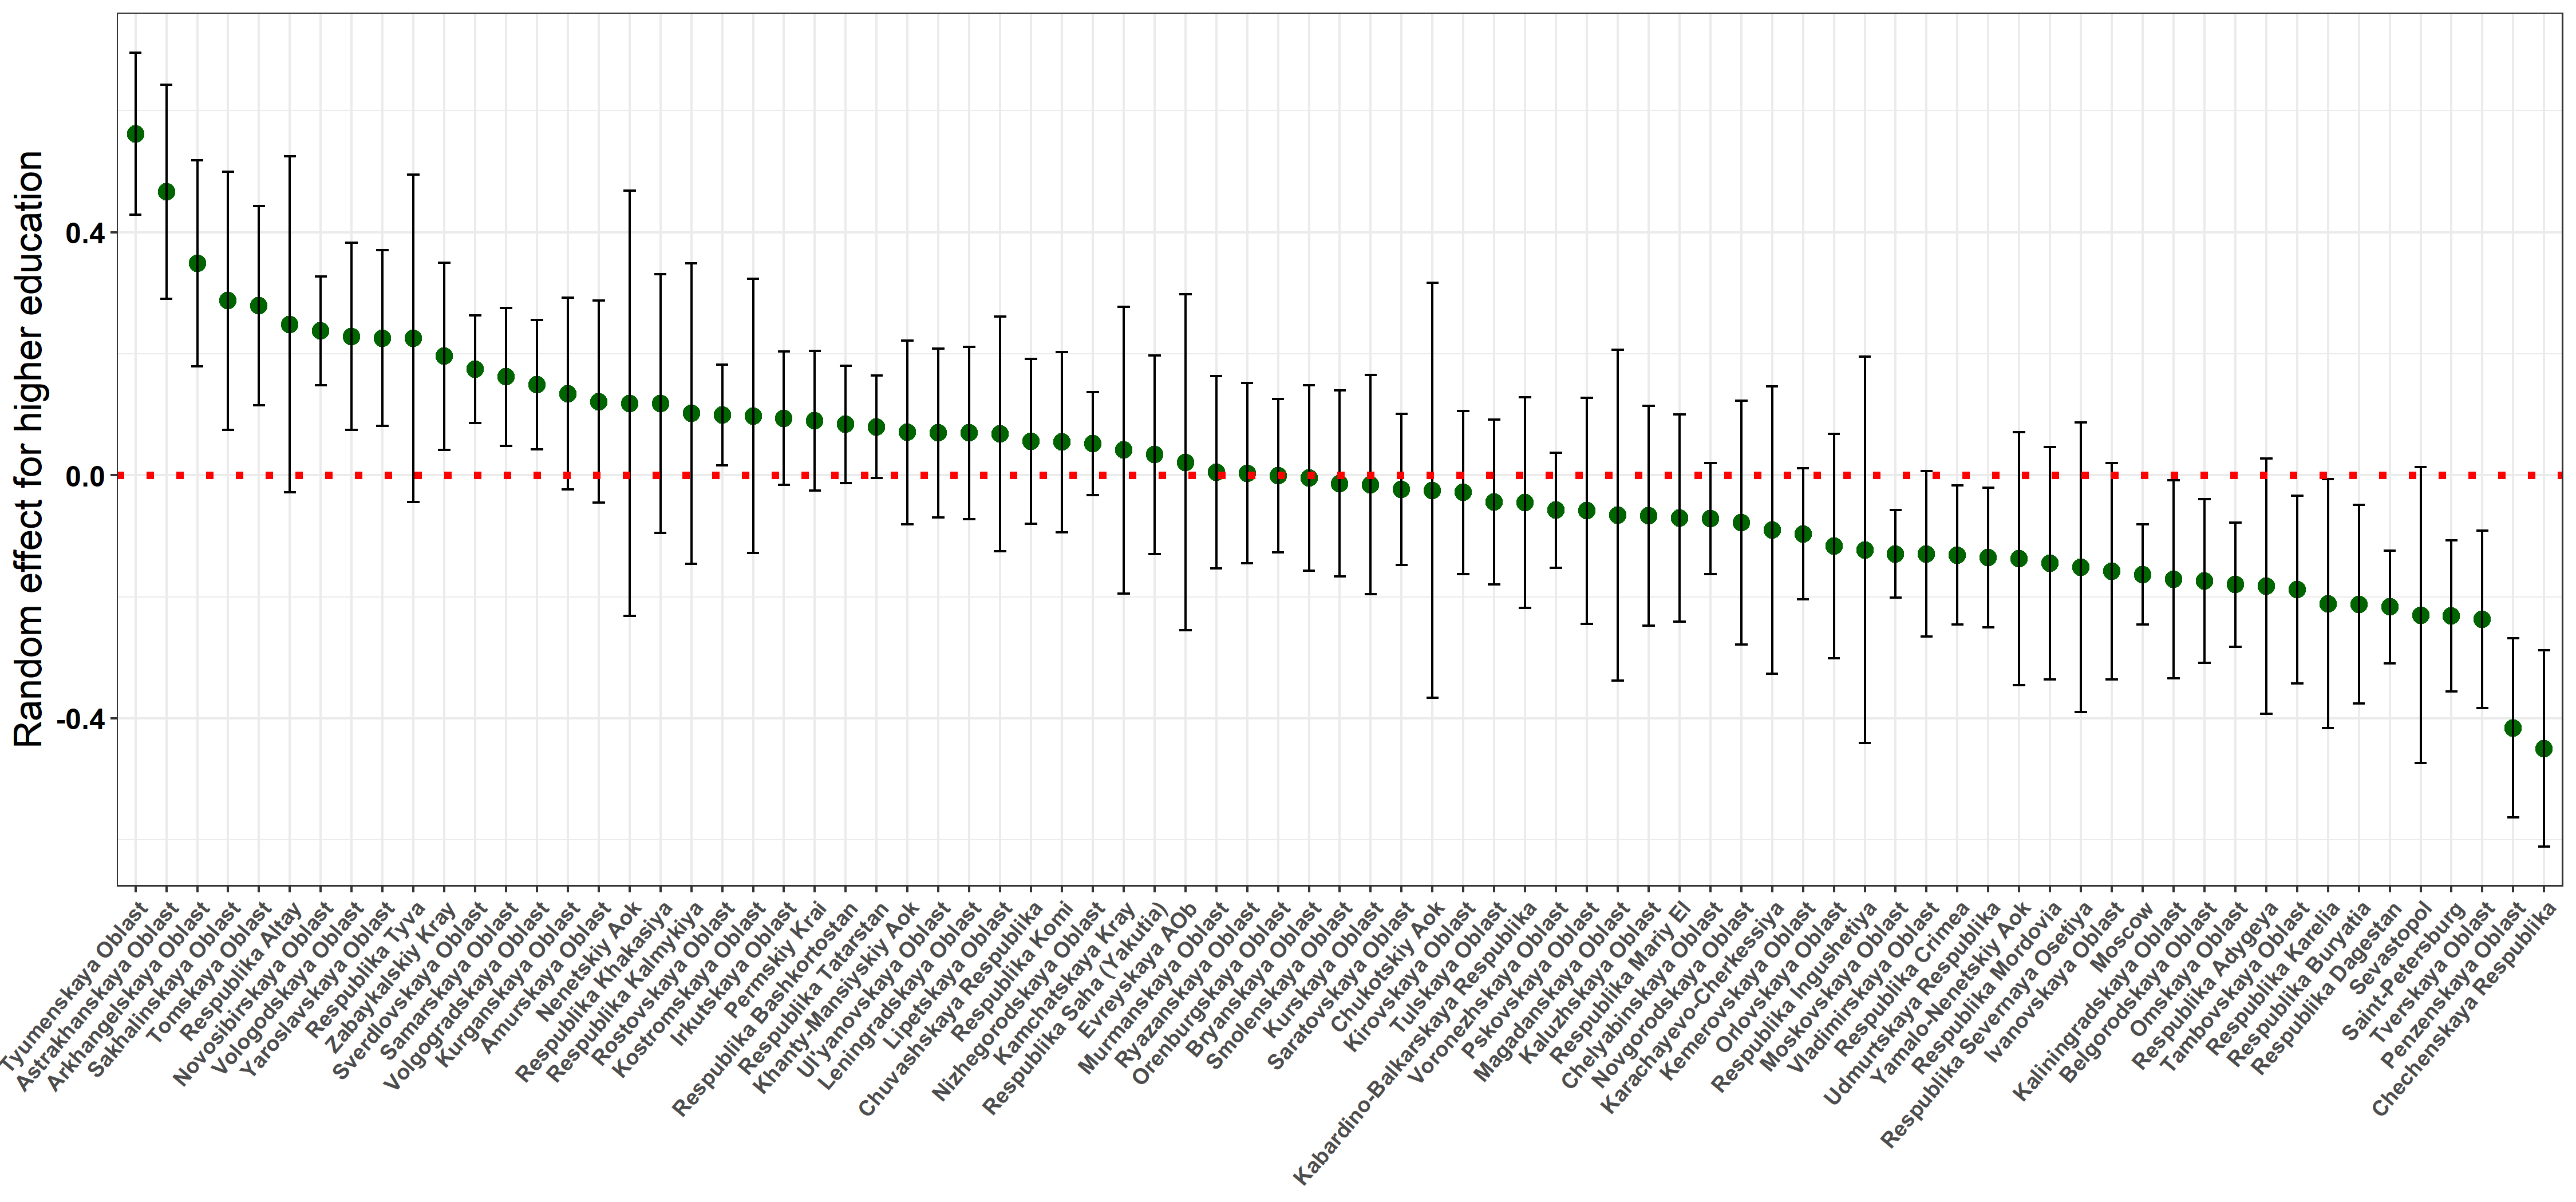 Random effect for higher education
0.4
0.0
-0.4
Tyumenskaya Oblast
Astrakhanskaya Oblast
Arkhangelskaya Oblast
Sakhalinskaya Oblast
Tomskaya Oblast
Respublika Altay
Novosibirskaya Oblast
Vologodskaya Oblast
Yaroslavskaya Oblast
Respublika Tyva
Zabaykalskiy Kray
Sverdlovskaya Oblast
Samarskaya Oblast
Volgogradskaya Oblast
Kurganskaya Oblast
Amurskaya Oblast
Nenetskiy Aok
Respublika Khakasiya
Respublika Kalmykiya
Rostovskaya Oblast
Kostromskaya Oblast
Irkutskaya Oblast
Permskiy Krai
Respublika Bashkortostan
Respublika Tatarstan
Khanty-Mansiyskiy Aok
Ul'yanovskaya Oblast
Leningradskaya Oblast
Lipetskaya Oblast
Chuvashskaya Respublika
Respublika Komi
Nizhegorodskaya Oblast
Kamchatskaya Kray
Respublika Saha (Yakutia)
Evreyskaya AOb
Murmanskaya Oblast
Ryazanskaya Oblast
Orenburgskaya Oblast
Bryanskaya Oblast
Smolenskaya Oblast
Kurskaya Oblast
Saratovskaya Oblast
Chukotskiy Aok
Kirovskaya Oblast
Tulskaya Oblast
Kabardino-Balkarskaya Respublika
Voronezhskaya Oblast
Pskovskaya Oblast
Magadanskaya Oblast
Kaluzhskaya Oblast
Respublika Mariy El
Chelyabinskaya Oblast
Novgorodskaya Oblast
Karachayevo-Cherkessiya
Kemerovskaya Oblast
Orlovskaya Oblast
Respublika Ingushetiya
Moskovskaya Oblast
Vladimirskaya Oblast
Respublika Crimea
Udmurtskaya Respublika
Yamalo-Nenetskiy Aok
Respublika Mordovia
Respublika Severnaya Osetiya
Ivanovskaya Oblast
Moscow
Kaliningradskaya Oblast
Belgorodskaya Oblast
Omskaya Oblast
Respublika Adygeya
Tambovskaya Oblast
Respublika Karelia
Respublika Buryatia
Respublika Dagestan
Sevastopol
Saint-Petersburg
Tverskaya Oblast
Penzenskaya Oblast
Chechenskaya Respublika